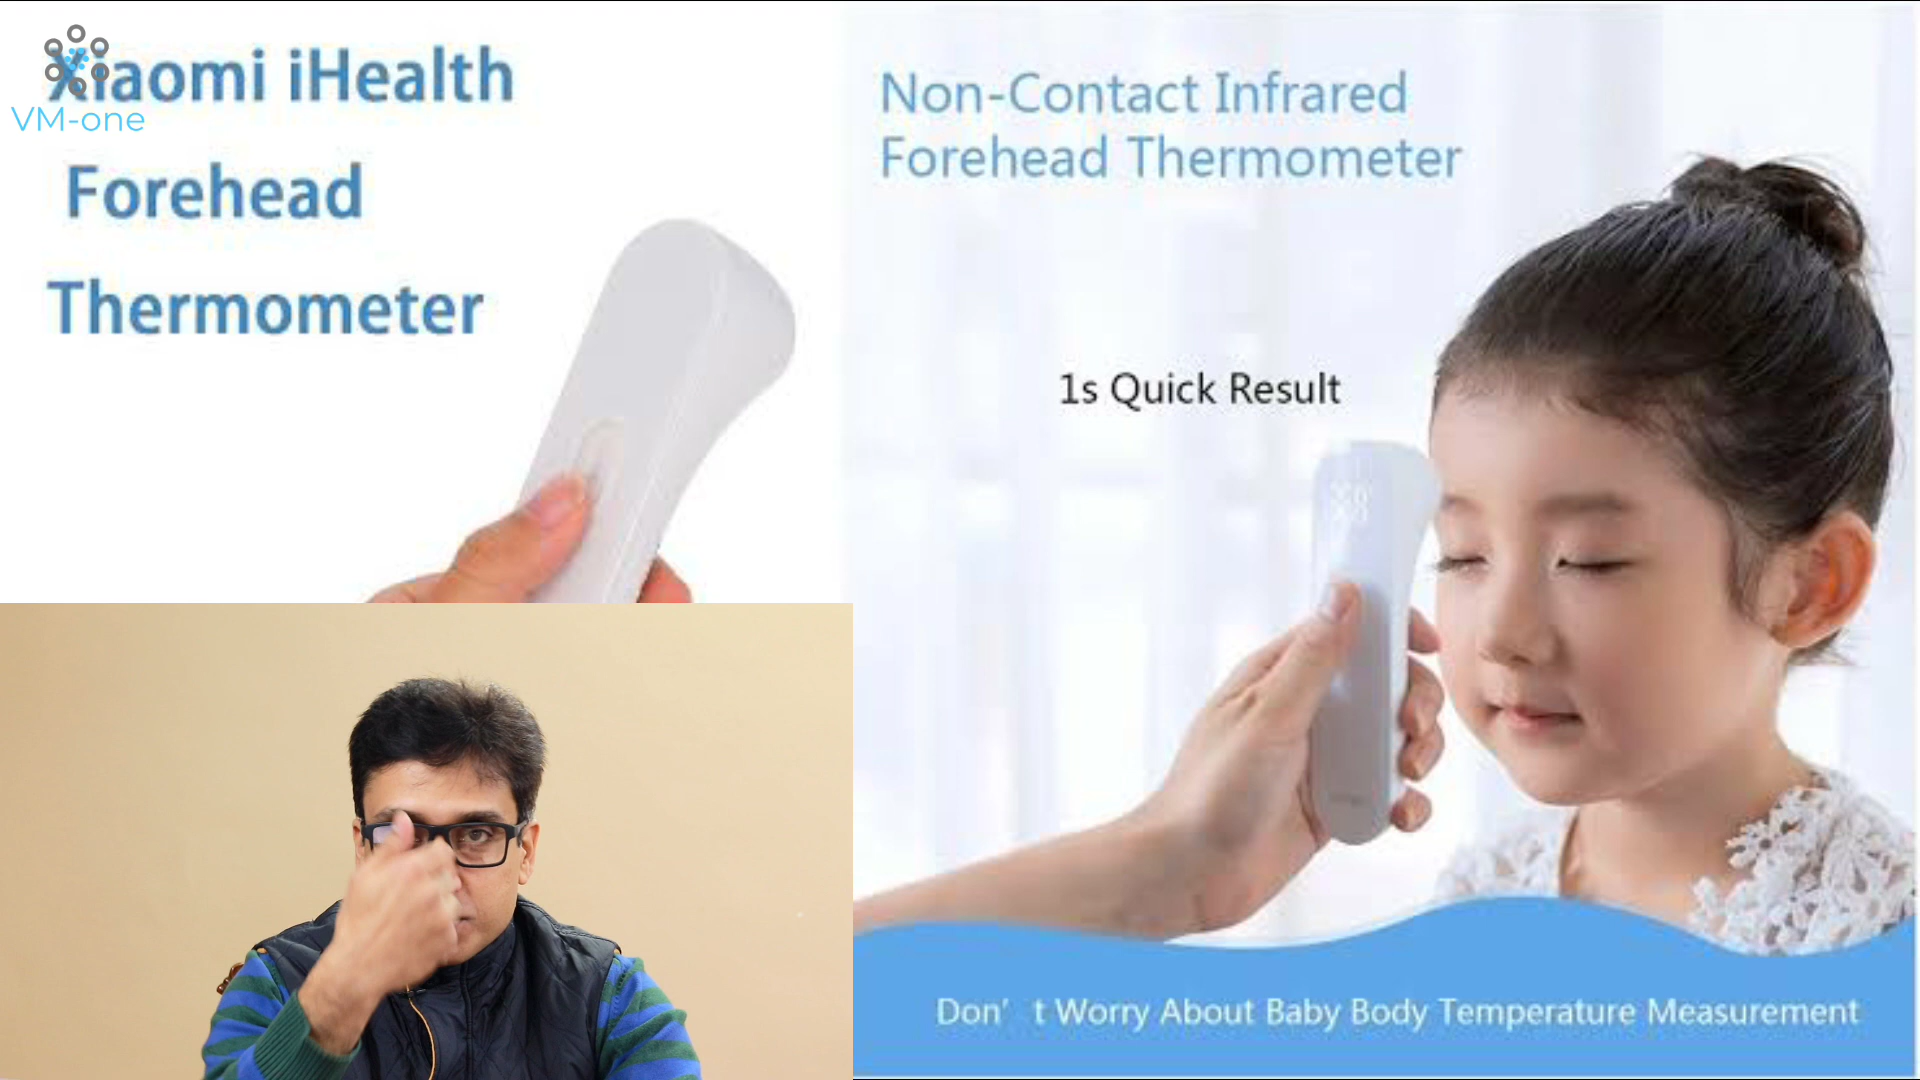 Xiaomi iHealth
VM-one
Forehead
Thermometer
Non-Contact Infrared
Forehead Thermometer
1s Quick Result
Don't Worry About Baby Body Temperature Measurement